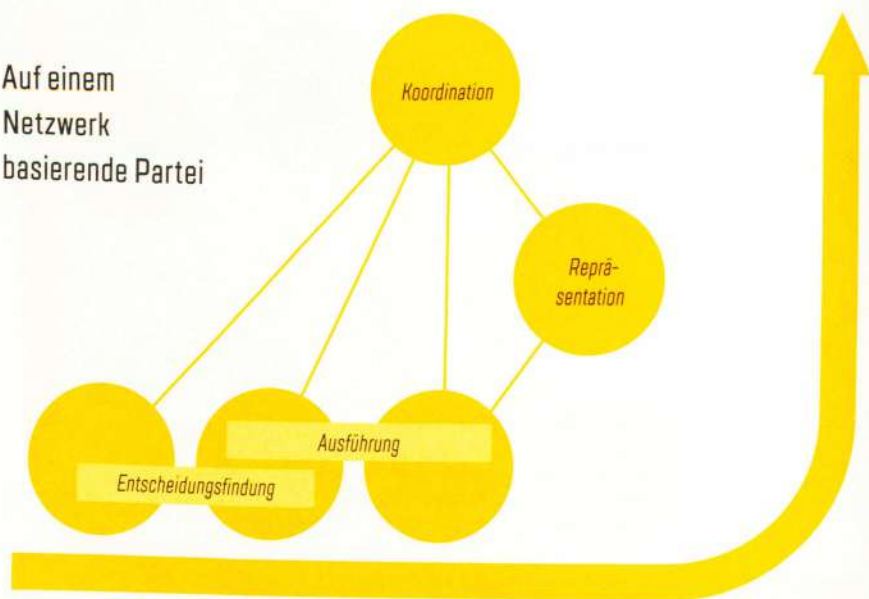 Auf einem
Netzwerk
basierende Partei
Koordination
Reprä-
sentation
Ausführung
Entscheidungsfindung